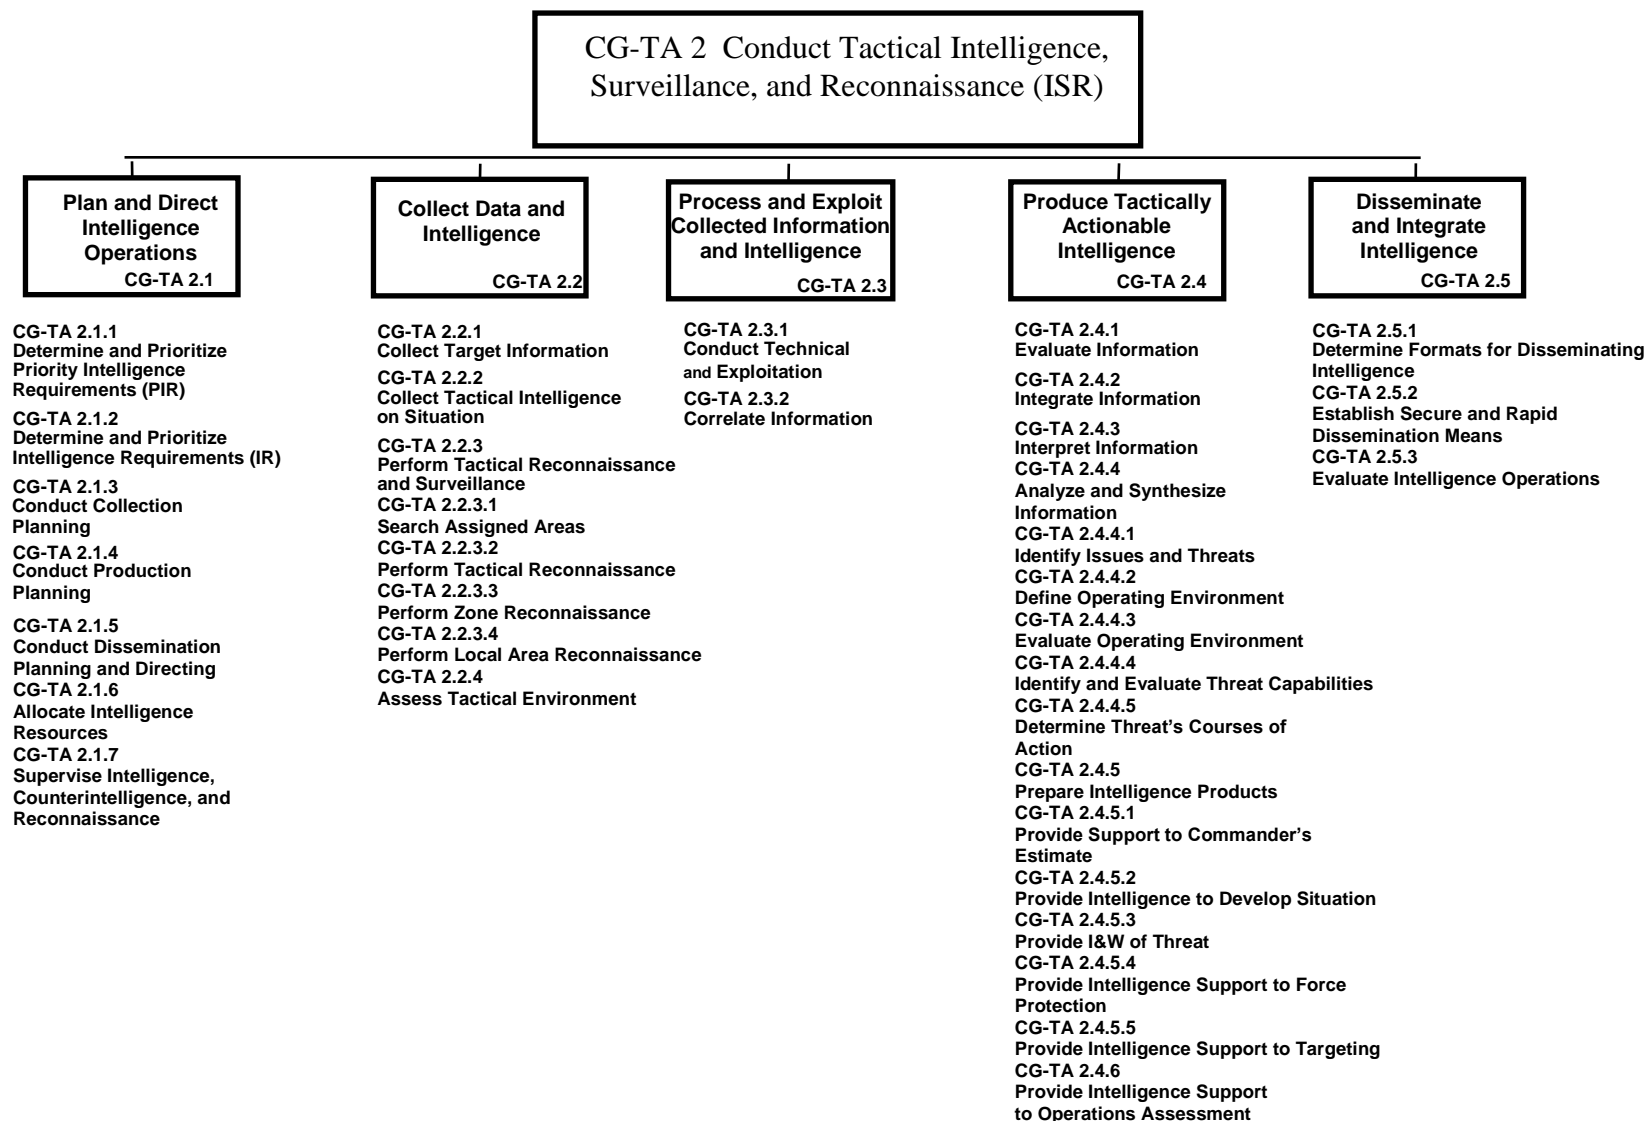 CG-TA 2 Conduct Tactical Intelligence,
Surveillance, and Reconnaissance (ISR)
Plan and Direct
Intelligence
Operations
CG-TA 2.1
CG-TA 2.1.1
Determine and Prioritize
Priority Intelligence
Requirements (PIR)
CG-TA 2.1.2
Determine and Prioritize
Intelligence Requirements (IR)
CG-TA 2.1.3
Conduct Collection
Planning
CG-TA 2.1.4
Conduct Production
Planning
CG-TA 2.1.5
Conduct Dissemination
Planning and Directing
CG-TA 2.1.6
Allocate Intelligence
Resources
CG-TA 2.1.7
Supervise Intelligence,
Counterintelligence, and
Reconnaissance
Collect Data and
Intelligence
CG-TA 2.2
CG-TA 2.2.1
Collect Target Information
CG-TA 2.2.2
Collect Tactical Intelligence
on Situation
CG-TA 2.2.3
Perform Tactical Reconnaissance
and Surveillance
CG-TA 2.2.3.1
Search Assigned Areas
CG-TA 2.2.3.2
Perform Tactical Reconnaissance
CG-TA 2.2.3.3
Perform Zone Reconnaissance
CG-TA 2.2.3.4
Perform Local Area Reconnaissance
CG-TA 2.2.4
Assess Tactical Environment
Process and Exploit
Collected Information
and Intelligence
CG-TA 2.3
CG-TA 2.3.1
Conduct Technical
and Exploitation
CG-TA 2.3.2
Correlate Information
Produce Tactically
Actionable
Intelligence
CG-TA 2.4
CG-TA 2.4.1
Evaluate Information
CG-TA 2.4.2
Integrate Information
CG-TA 2.4.3
Interpret Information
CG-TA 2.4.4
Analyze and Synthesize
Information
CG-TA 2.4.4.1
Identify Issues and Threats
CG-TA 2.4.4.2
Define Operating Environment
CG-TA 2.4.4.3
Evaluate Operating Environment
CG-TA 2.4.4.4
Identify and Evaluate Threat Capabilities
CG-TA 2.4.4.5
Determine Threat’s Courses of
Action
CG-TA 2.4.5
Prepare Intelligence Products
CG-TA 2.4.5.1
Provide Support to Commander’s
Estimate
CG-TA 2.4.5.2
Provide Intelligence to Develop Situation
CG-TA 2.4.5.3
Provide I&W of Threat
CG-TA 2.4.5.4
Provide Intelligence Support to Force
Protection
CG-TA 2.4.5.5
Provide Intelligence Support to Targeting
CG-TA 2.4.6
Provide Intelligence Support
to Operations Assessment
Disseminate
and Integrate
Intelligence
CG-TA 2.5
CG-TA 2.5.1
Determine Formats for Disseminating
Intelligence
CG-TA 2.5.2
Establish Secure and Rapid
Dissemination Means
CG-TA 2.5.3
Evaluate Intelligence Operations